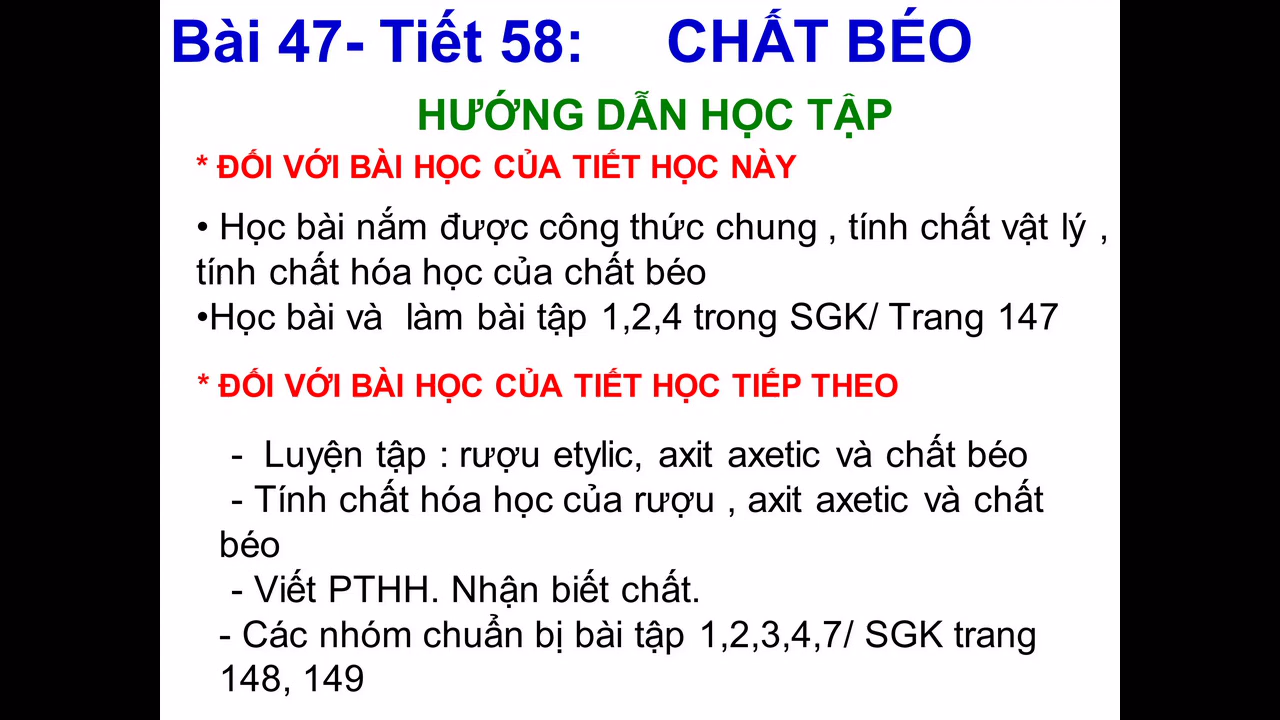 Bài 47- Tiết 58: CHẤT BÉO
HƯỚNG DẪN HỌC TẬP
* ĐỐI VỚI BÀI HỌC CỦA TIẾT HỌC NÀY
• Học bài nắm được công thức chung , tính chất vật lý ,
tính chất hóa học của chất béo
•Học bài và làm bài tập 1,2,4 trong SGK/ Trang 147
* ĐỐI VỚI BÀI HỌC CỦA TIẾT HỌC TIẾP THEO
- Luyện tập : rượu etylic, axit axetic và chất béo
- Tính chất hóa học của rượu , axit axetic và chất
béo
- Viết PTHH. Nhận biết chất.
- Các nhóm chuẩn bị bài tập 1,2,3,4,7/ SGK trang
148, 149